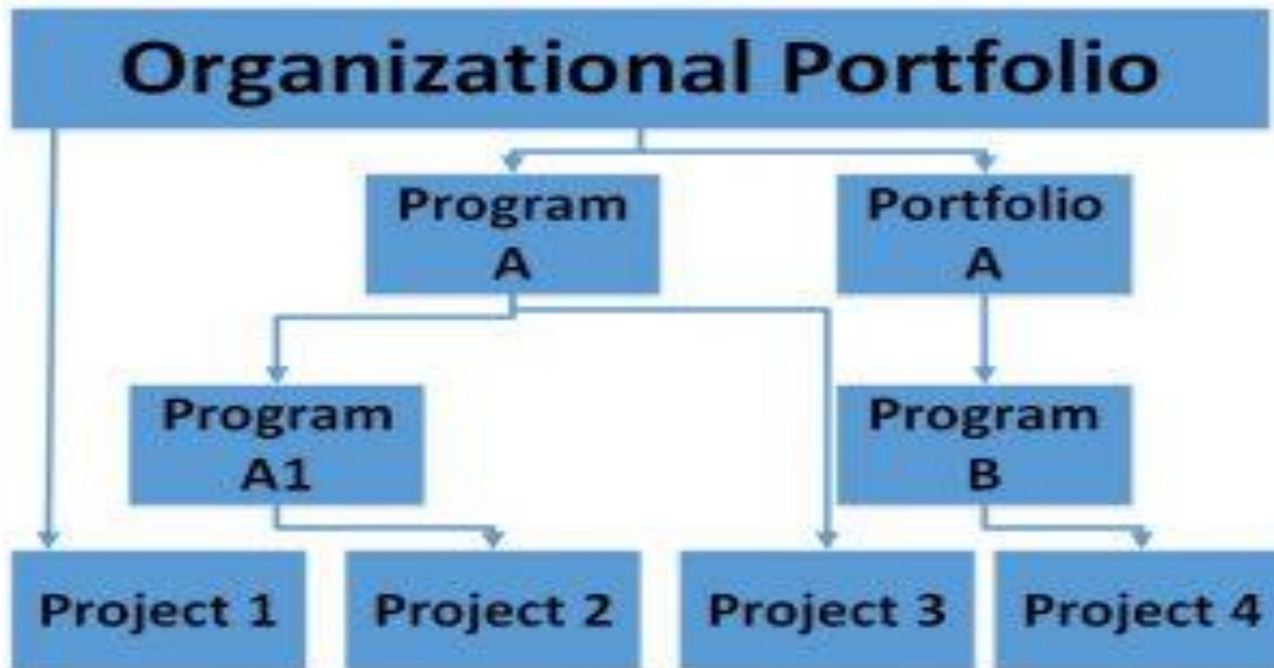 Organizational Portfolio
Program
A
Portfolio
A
Program
A1
Program
B
Project 1
Project 2
Project 3
Project 4